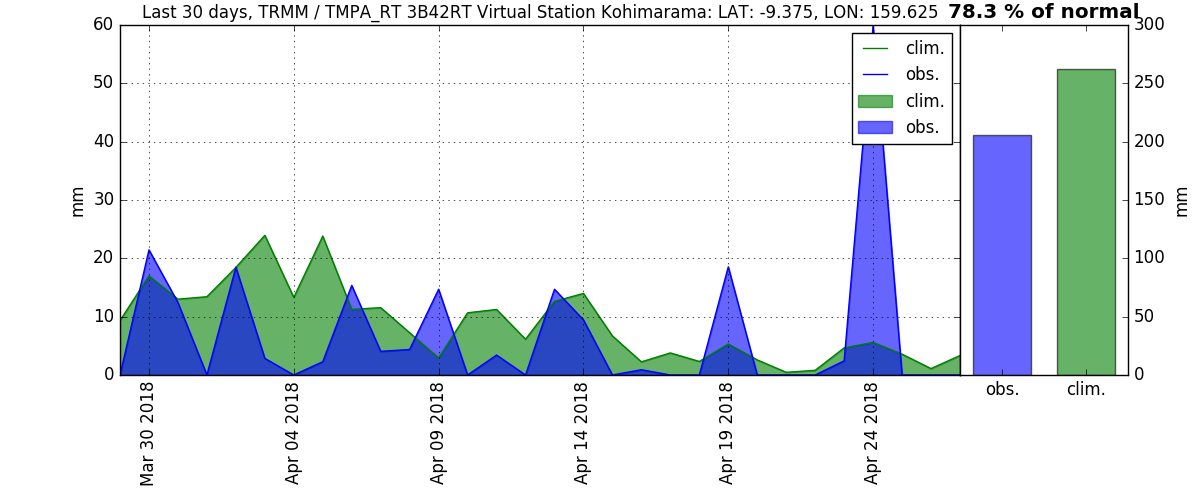 Last 30 days, TRMM / TMPA_RT 3B42RT Virtual Station Kohimarama: LAT: -9.375, LON: 159.625
78.3 % of normal
60
50
40
30
20
10
0
mm
clim.
obs.
clim.
obs.
Mar 30 2018
Apr 04 2018
Apr 09 2018
Apr 14 2018
Apr 19 2018
Apr 24 2018
300
250
200
150
100
50
0
mm
obs.
clim.